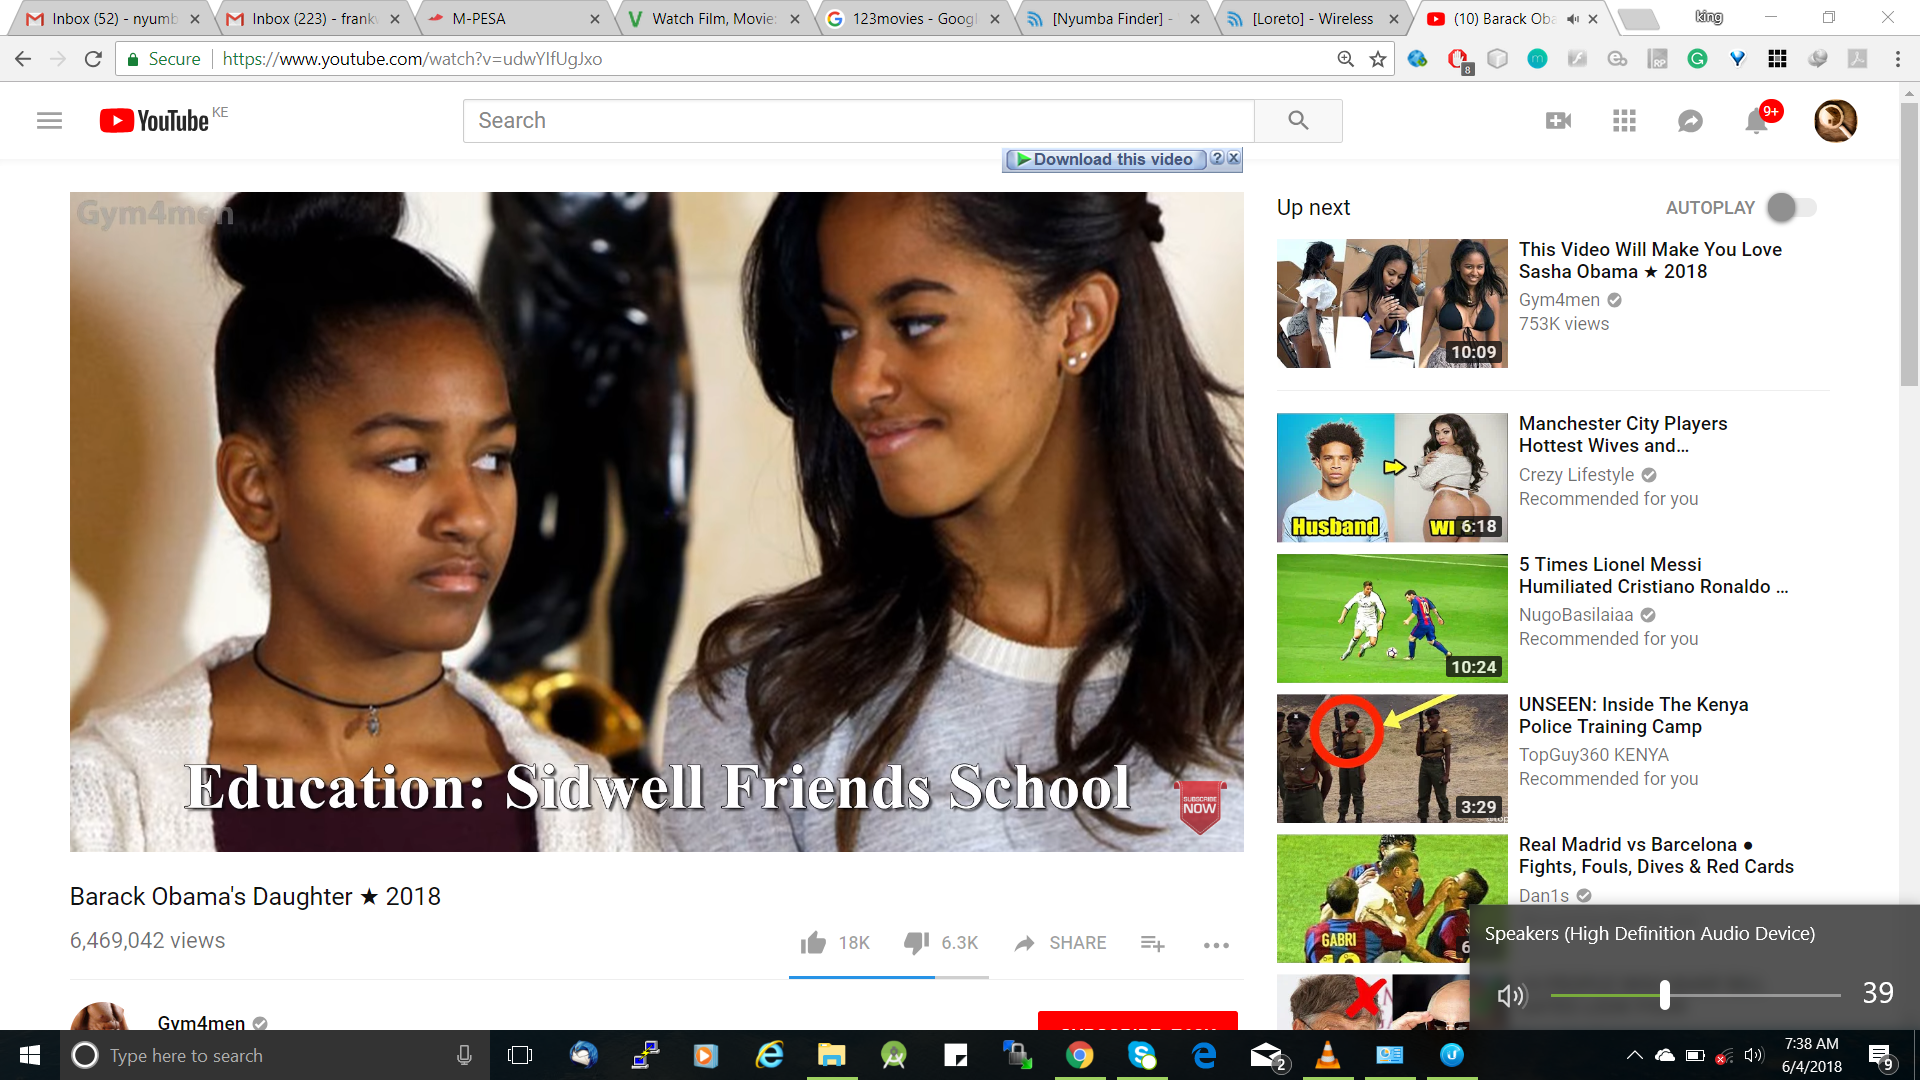 Inbox (52) - nyumb
Inbox (223) - frank
M-PESA
Watch Film, Movie
123movies - Goog
[Nyumba Finder] -
[Loreto] - Wireless
(10) Barack Oba
king
Secure
https://www.youtube.com/watch?v=udwYIfUgJxo
8
YouTube KE
Search
9+
Download this video
Gym4men
Education: Sidwell Friends School
SUBSCRIBE
NOW
Barack Obama's Daughter ★ 2018
6,469,042 views
18K
6.3K
SHARE
Gym4men
Up next
AUTOPLAY
10:09
This Video Will Make You Love
Sasha Obama ★ 2018
Gym4men
753K views
Husband
WI
6:18
Manchester City Players
Hottest Wives and...
Crezy Lifestyle
Recommended for you
10
10:24
5 Times Lionel Messi
Humiliated Cristiano Ronaldo ...
NugoBasilaiaa
Recommended for you
3:29
UNSEEN: Inside The Kenya
Police Training Camp
TopGuy360 KENYA
Recommended for you
GABRI
Real Madrid vs Barcelona ●
Fights, Fouls, Dives & Red Cards
Dan1s
Speakers (High Definition Audio Device)
39
Type here to search
2
7:38 AM
6/4/2018
9